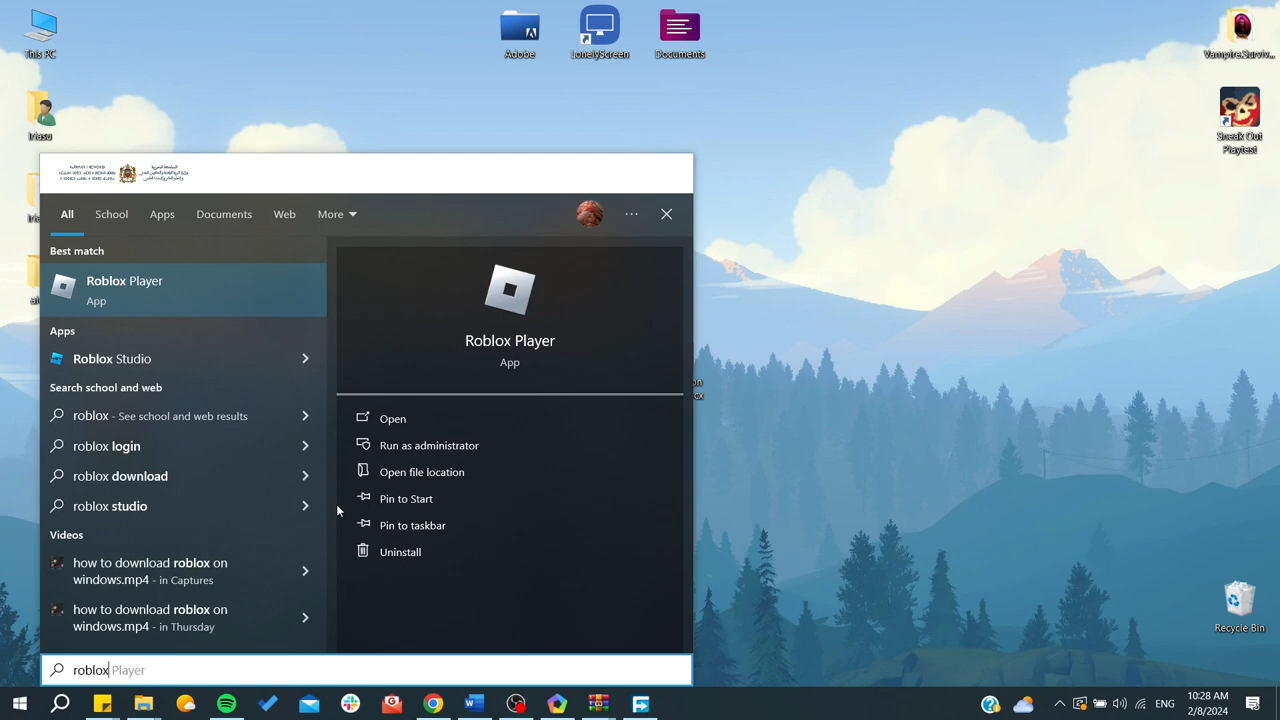 This PC
Adobe
LonelyScreen
Documents
Vampire.Surviv...
Iriasu
Sneak Out
Playtest
All
School
Apps
Documents
Web
More
Best match
Roblox Player
App
Apps
Roblox Studio
Search school and web
roblox - See school and web results
roblox login
roblox download
roblox studio
Videos
how to download roblox on
windows.mp4 - in Captures
how to download roblox on
windows.mp4 - in Thursday
Roblox Player
App
Open
Run as administrator
Open file location
Pin to Start
Pin to taskbar
Uninstall
roblox Player
Recycle Bin
ENG
10:28 AM
2/8/2024